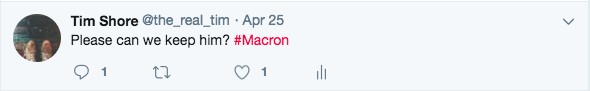 Tim Shore @the_real_tim · Apr 25
Please can we keep him? #Macron
1 1